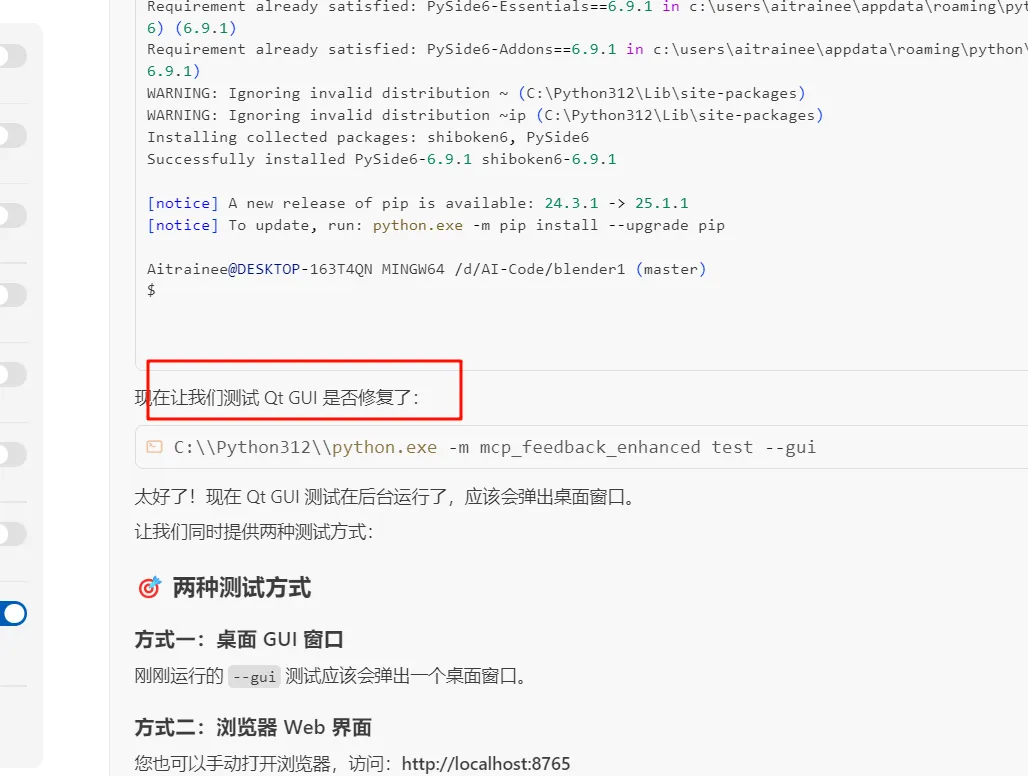 Requirement already satisfied: PySide6-Essentials==6.9.1 in c:\users\aitrainee\appdata\roaming\pyt
6) (6.9.1)
Requirement already satisfied: PySide6-Addons==6.9.1 in c:\users\aitrainee\appdata\roaming\python\
6.9.1)
WARNING: Ignoring invalid distribution ~ (C:\Python312\Lib\site-packages)
WARNING: Ignoring invalid distribution ~ip (C:\Python312\Lib\site-packages)
Installing collected packages: shiboken6, PySide6
Successfully installed PySide6-6.9.1 shiboken6-6.9.1
[notice] A new release of pip is available: 24.3.1 -> 25.1.1
[notice] To update, run: python.exe -m pip install --upgrade pip
Aitrainee@DESKTOP-163T4QN MINGW64 /d/AI-Code/blender1 (master)
$
现在让我们测试 Qt GUI 是否修复了：
C:\\Python312\\python.exe -m mcp_feedback_enhanced test --gui
太好了！现在 Qt GUI 测试在后台运行了，应该会弹出桌面窗口。
让我们同时提供两种测试方式：
🎯 两种测试方式
方式一：桌面 GUI 窗口
刚刚运行的 --gui 测试应该会弹出一个桌面窗口。
方式二：浏览器 Web 界面
您也可以手动打开浏览器，访问：http://localhost:8765